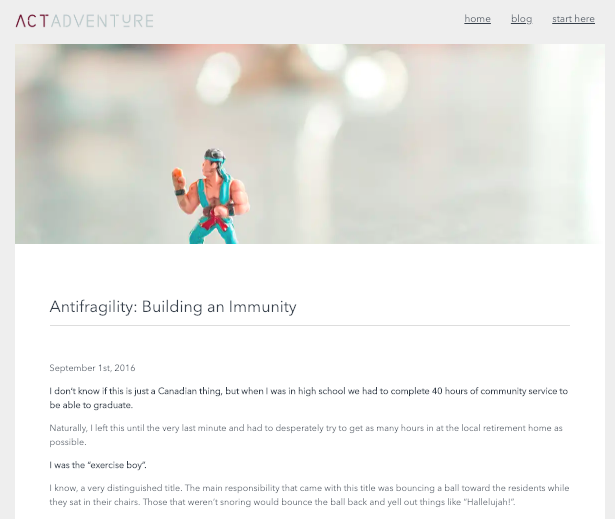 ACTADVENTURE
home blog start here
Antifragility: Building an Immunity
September 1st, 2016
I don't know if this is just a Canadian thing, but when I was in high school we had to complete 40 hours of community service to
be able to graduate.
Naturally, I left this until the very last minute and had to desperately try to get as many hours in at the local retirement home as
possible.
I was the “exercise boy”.
I know, a very distinguished title. The main responsibility that came with this title was bouncing a ball toward the residents while
they sat in their chairs. Those that weren't snoring would bounce the ball back and yell out things like “Hallelujah!”.